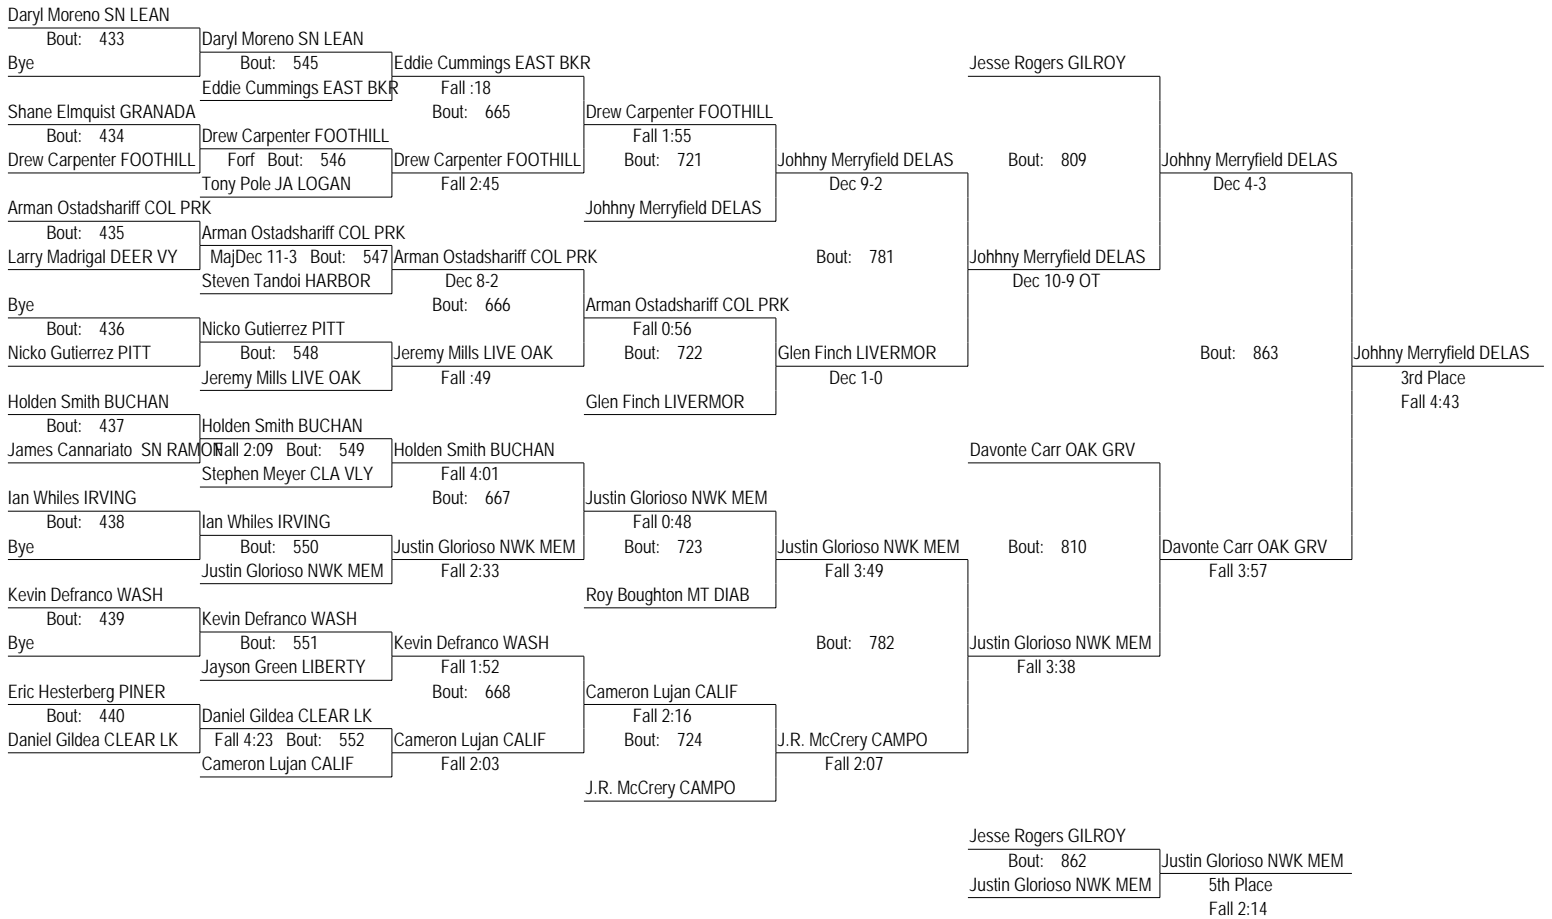 Daryl Moreno SN LEAN
Bout: 433
Bye
Shane Elmquist GRANADA
Bout: 434
Drew Carpenter FOOTHILL
Arman Ostadshariff COL PRK
Bout: 435
Larry Madrigal DEER VY
Bye
Bout: 436
Nicko Gutierrez PITT
Holden Smith BUCHAN
Bout: 437
James Cannariato SN RAMON
Ian Whiles IRVING
Bout: 438
Bye
Kevin Defranco WASH
Bout: 439
Bye
Eric Hesterberg PINER
Bout: 440
Daniel Gildea CLEAR LK
Daryl Moreno SN LEAN
Bout: 545
Eddie Cummings EAST BKR
Drew Carpenter FOOTHILL
Forf Bout: 546
Tony Pole JA LOGAN
Arman Ostadshariff COL PRK
MajDec 11-3 Bout: 547
Steven Tandoi HARBOR
Nicko Gutierrez PITT
Bout: 548
Jeremy Mills LIVE OAK
Holden Smith BUCHAN
Fall 2:09 Bout: 549
Stephen Meyer CLA VLY
Ian Whiles IRVING
Bout: 550
Justin Glorioso NWK MEM
Kevin Defranco WASH
Bout: 551
Jayson Green LIBERTY
Daniel Gildea CLEAR LK
Fall 4:23 Bout: 552
Cameron Lujan CALIF
Eddie Cummings EAST BKR
Fall :18
Bout: 665
Drew Carpenter FOOTHILL
Fall 2:45
Arman Ostadshariff COL PRK
Dec 8-2
Bout: 666
Jeremy Mills LIVE OAK
Fall :49
Holden Smith BUCHAN
Fall 4:01
Bout: 667
Justin Glorioso NWK MEM
Fall 2:33
Kevin Defranco WASH
Fall 1:52
Bout: 668
Cameron Lujan CALIF
Fall 2:03
Drew Carpenter FOOTHILL
Fall 1:55
Bout: 721
Johhny Merryfield DELAS
Arman Ostadshariff COL PRK
Fall 0:56
Bout: 722
Glen Finch LIVERMOR
Justin Glorioso NWK MEM
Fall 0:48
Bout: 723
Roy Boughton MT DIAB
Cameron Lujan CALIF
Fall 2:16
Bout: 724
J.R. McCrery CAMPO
Johhny Merryfield DELAS
Dec 9-2
Bout: 781
Glen Finch LIVERMOR
Dec 1-0
Justin Glorioso NWK MEM
Fall 3:49
Bout: 782
J.R. McCrery CAMPO
Fall 2:07
Jesse Rogers GILROY
Bout: 809
Johhny Merryfield DELAS
Dec 10-9 OT
Davonte Carr OAK GRV
Bout: 810
Justin Glorioso NWK MEM
Fall 3:38
Johhny Merryfield DELAS
Dec 4-3
Bout: 863
Davonte Carr OAK GRV
Fall 3:57
Johhny Merryfield DELAS
3rd Place
Fall 4:43
Jesse Rogers GILROY
Bout: 862
Justin Glorioso NWK MEM
Justin Glorioso NWK MEM
5th Place
Fall 2:14